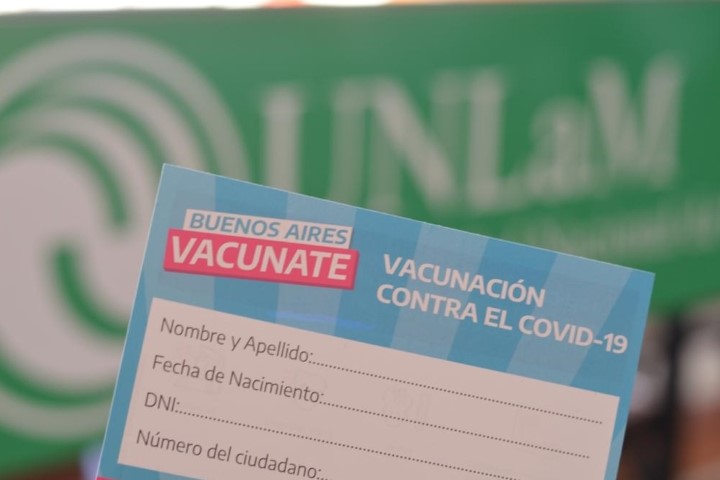 UNLaM
BUENOS AIRES
VACUNATE
VACUNACIÓN
CONTRA EL COVID-19
Nombre y Apellido:
Fecha de Nacimiento:
DNI:
Número del ciudadano: